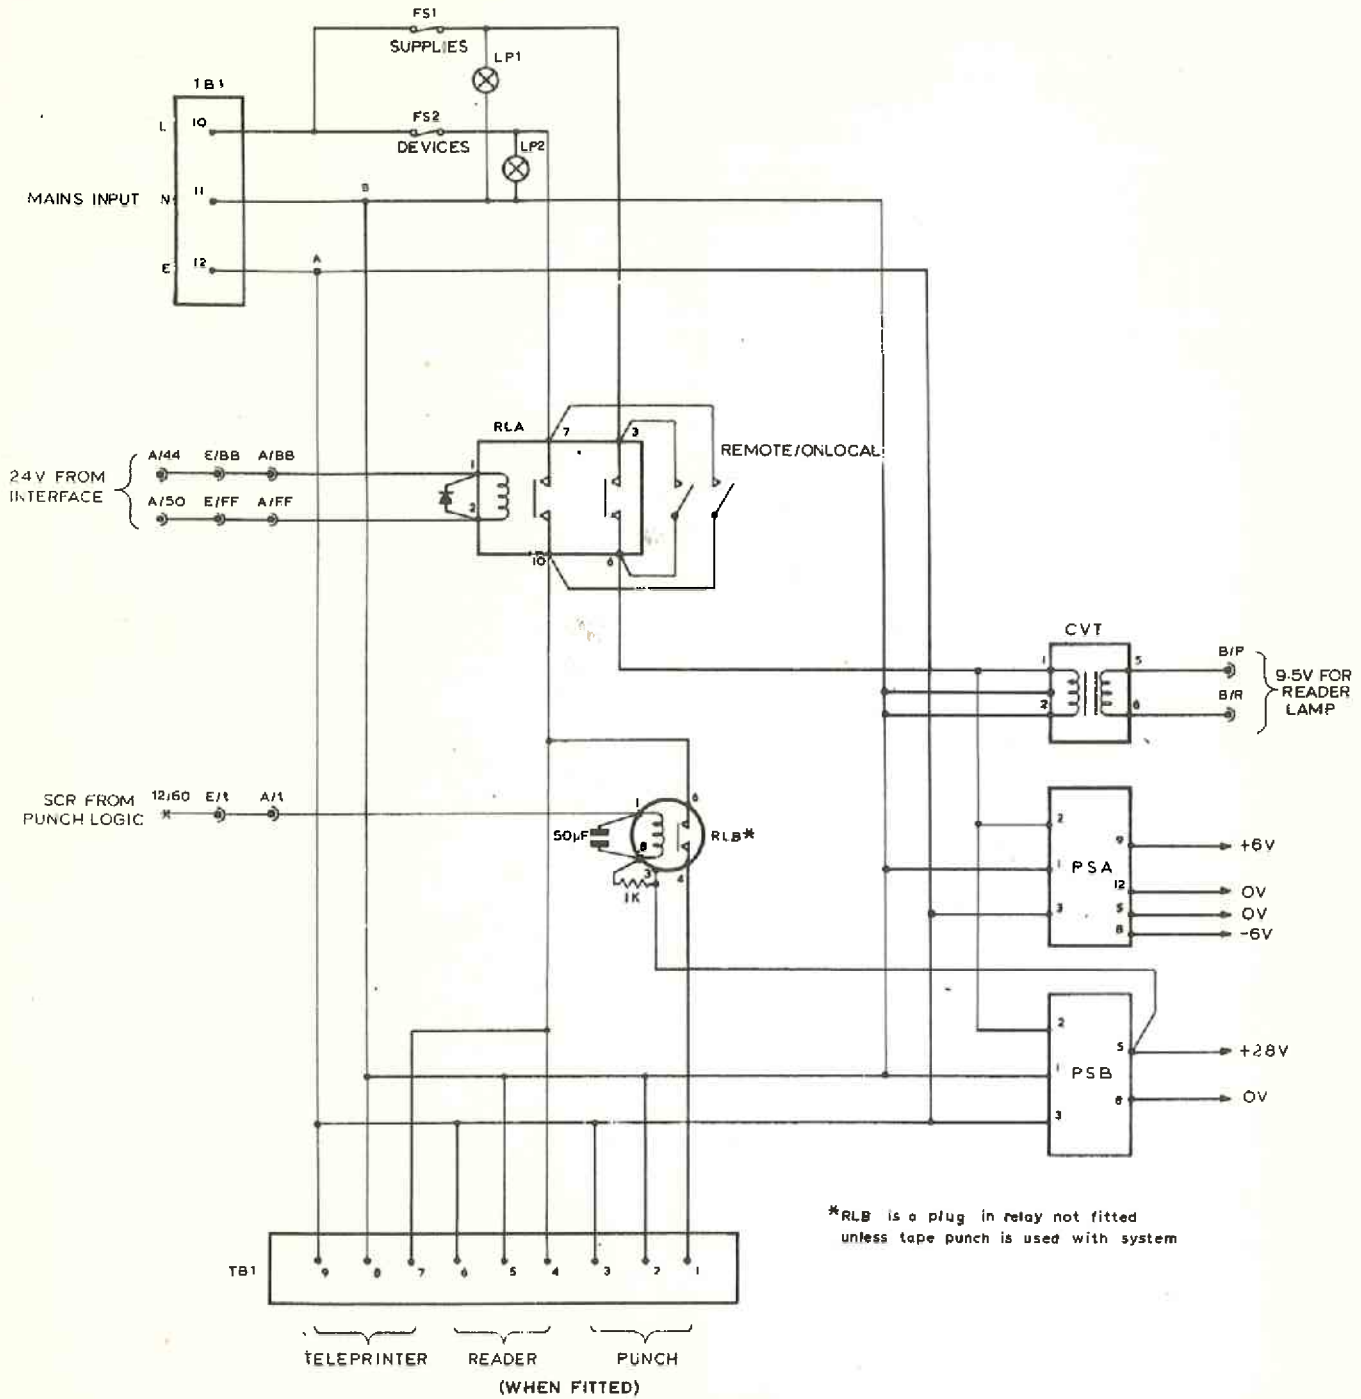 FS1
SUPPLIES
LP1
TB1
L 10
FS2
DEVICES
LP2
MAINS INPUT N 11
B
E 12
A
RLA
7
3
REMOTE/ONLOCAL
24V FROM
INTERFACE
A/44 E/BB A/BB
1
A/50 E/FF A/FF
2
10
6
CVT
1
5
B/P
2
6
B/R
9.5V FOR
READER
LAMP
SCR FROM
PUNCH LOGIC
12/60 E/t A/t
1
6
50µF
8
RLB*
3
4
1K
2
9
+6V
1
PSA
12
0V
3
5
0V
8
-6V
2
5
+28V
1
PSB
6
0V
3
*RLB is a plug in relay not fitted
unless tape punch is used with system
TB1
9 8 7 6 5 4 3 2 1
TELEPRINTER READER PUNCH
(WHEN FITTED)